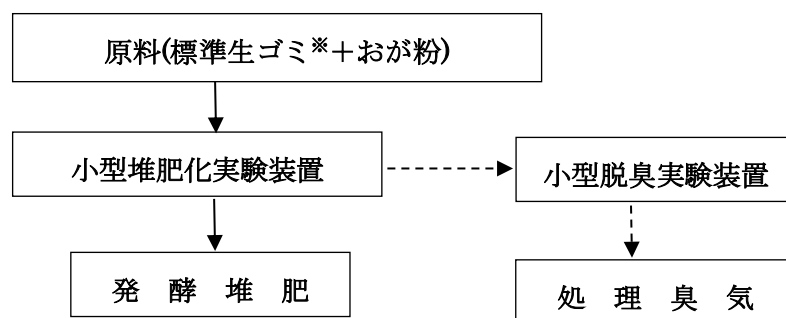 原料(標準生ゴミ※＋おが粉)
小型堆肥化実験装置
小型脱臭実験装置
発 酵 堆 肥
処 理 臭 気